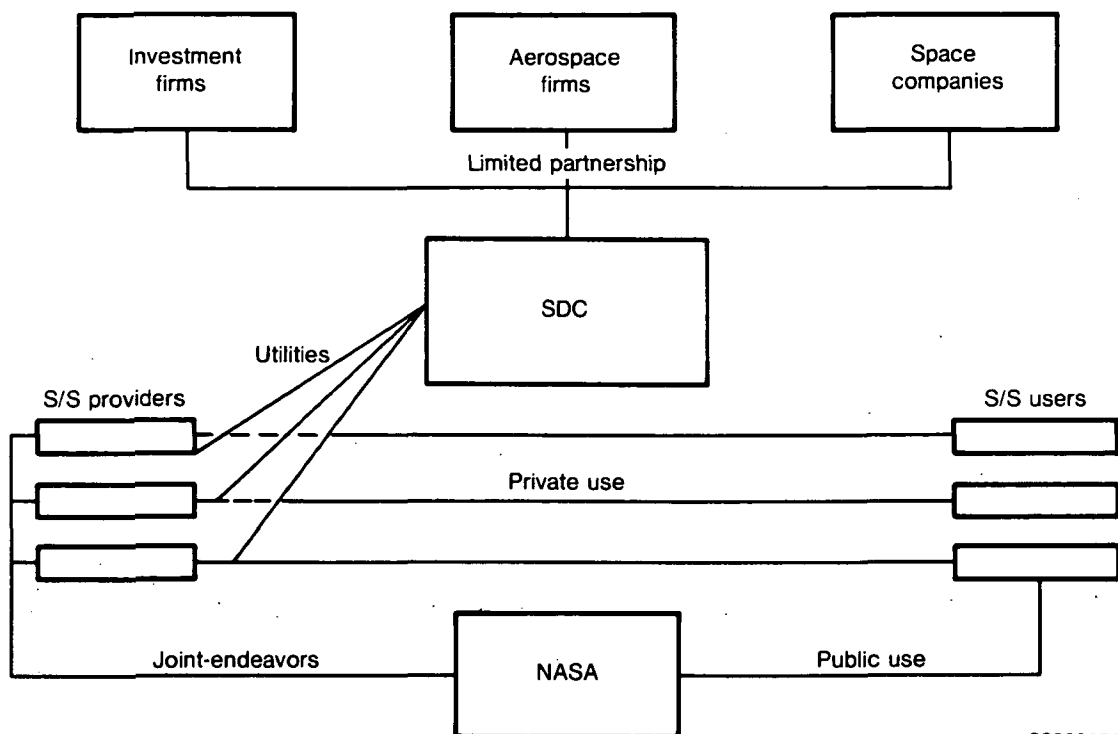 Investment
firms
Aerospace
firms
Space
companies
Limited partnership
SDC
Utilities
S/S providers
S/S users
Private use
Joint-endeavors
NASA
Public use